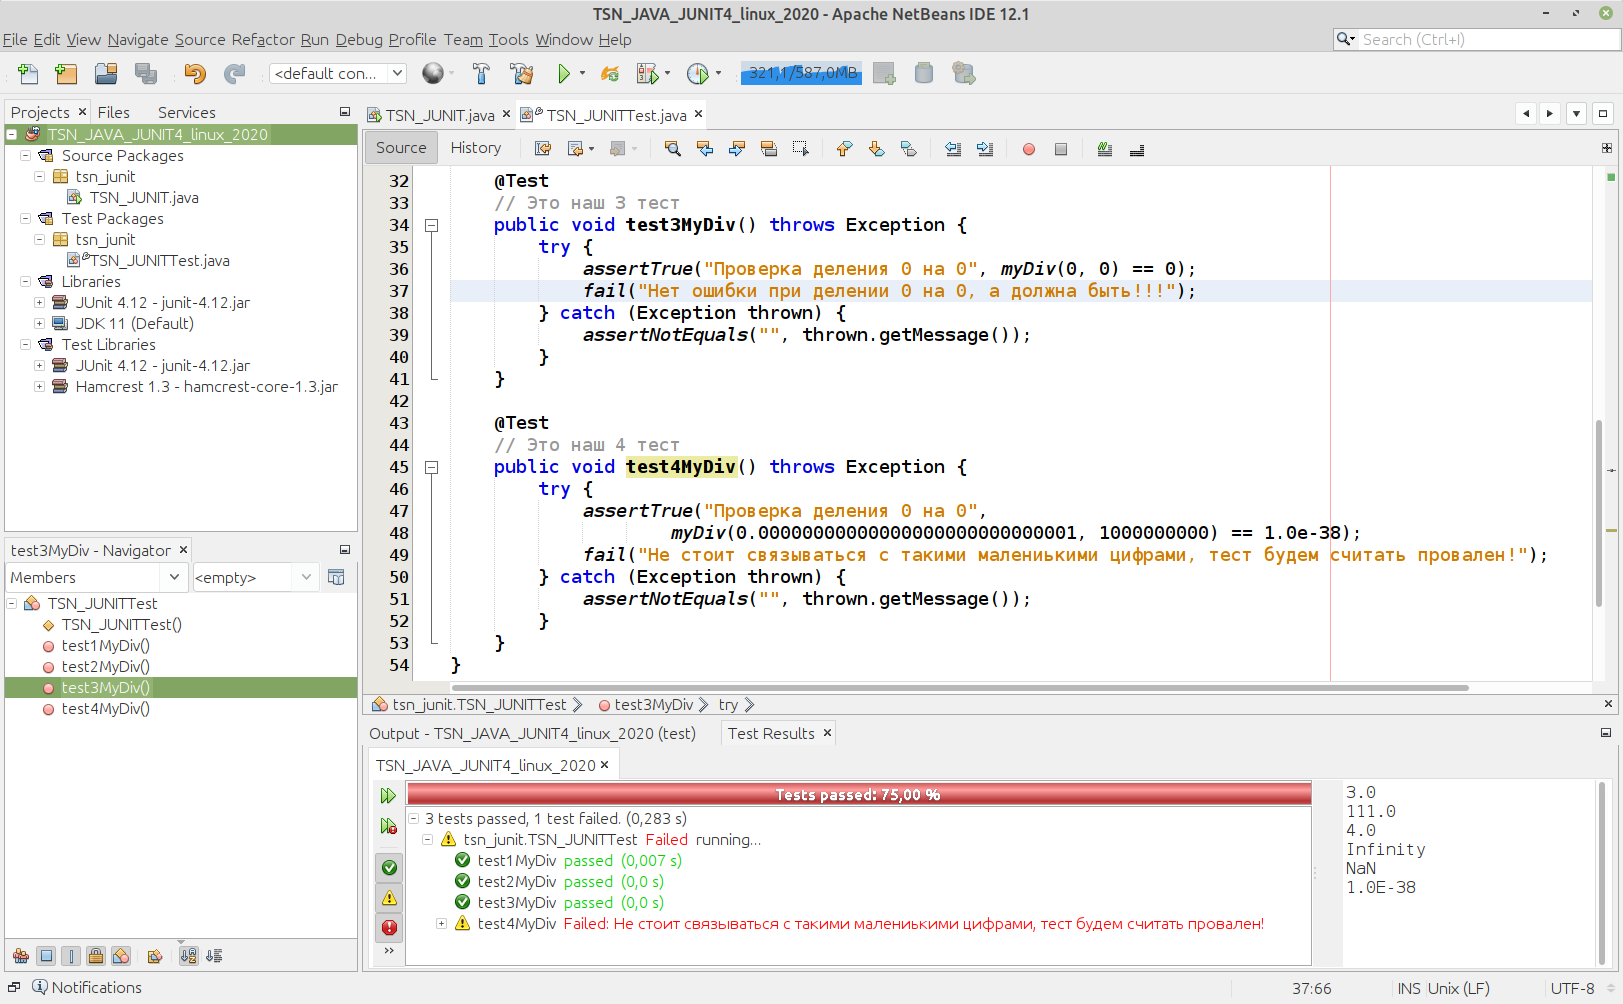 TSN_JAVA_JUNIT4_linux_2020 - Apache NetBeans IDE 12.1
File Edit View Navigate Source Refactor Run Debug Profile Team Tools Window Help
Search (Ctrl+I)
<default con...
321,1/587,0MB
Projects Files Services
TSN_JAVA_JUNIT4_linux_2020
Source Packages
tsn_junit
TSN_JUNIT.java
Test Packages
tsn_junit
TSN_JUNITTest.java
Libraries
JUnit 4.12 - junit-4.12.jar
JDK 11 (Default)
Test Libraries
JUnit 4.12 - junit-4.12.jar
Hamcrest 1.3 - hamcrest-core-1.3.jar
test3MyDiv - Navigator
Members <empty>
TSN_JUNITTest
TSN_JUNITTest()
test1MyDiv()
test2MyDiv()
test3MyDiv()
test4MyDiv()
TSN_JUNIT.java TSN_JUNITTest.java
Source History
32 @Test
33 // Это наш 3 тест
34 public void test3MyDiv() throws Exception {
35 try {
36 assertTrue("Проверка деления 0 на 0", myDiv(0, 0) == 0);
37 fail("Нет ошибки при делении 0 на 0, а должна быть!!!");
38 } catch (Exception thrown) {
39 assertNotEquals("", thrown.getMessage());
40 }
41 }
42
43 @Test
44 // Это наш 4 тест
45 public void test4MyDiv() throws Exception {
46 try {
47 assertTrue("Проверка деления 0 на 0",
48 myDiv(0.00000000000000000000000000001, 1000000000) == 1.0e-38);
49 fail("Не стоит связываться с такими малениькими цифрами, тест будем считать провален!");
50 } catch (Exception thrown) {
51 assertNotEquals("", thrown.getMessage());
52 }
53 }
54 }
tsn_junit.TSN_JUNITTest test3MyDiv try
Output - TSN_JAVA_JUNIT4_linux_2020 (test) Test Results
TSN_JAVA_JUNIT4_linux_2020
Tests passed: 75,00 %
3 tests passed, 1 test failed. (0,283 s)
tsn_junit.TSN_JUNITTest Failed running...
test1MyDiv passed (0,007 s)
test2MyDiv passed (0,0 s)
test3MyDiv passed (0,0 s)
test4MyDiv Failed: Не стоит связываться с такими малениькими цифрами, тест будем считать провален!
3.0
111.0
4.0
Infinity
NaN
1.0E-38
Notifications
37:66 INS Unix (LF) UTF-8